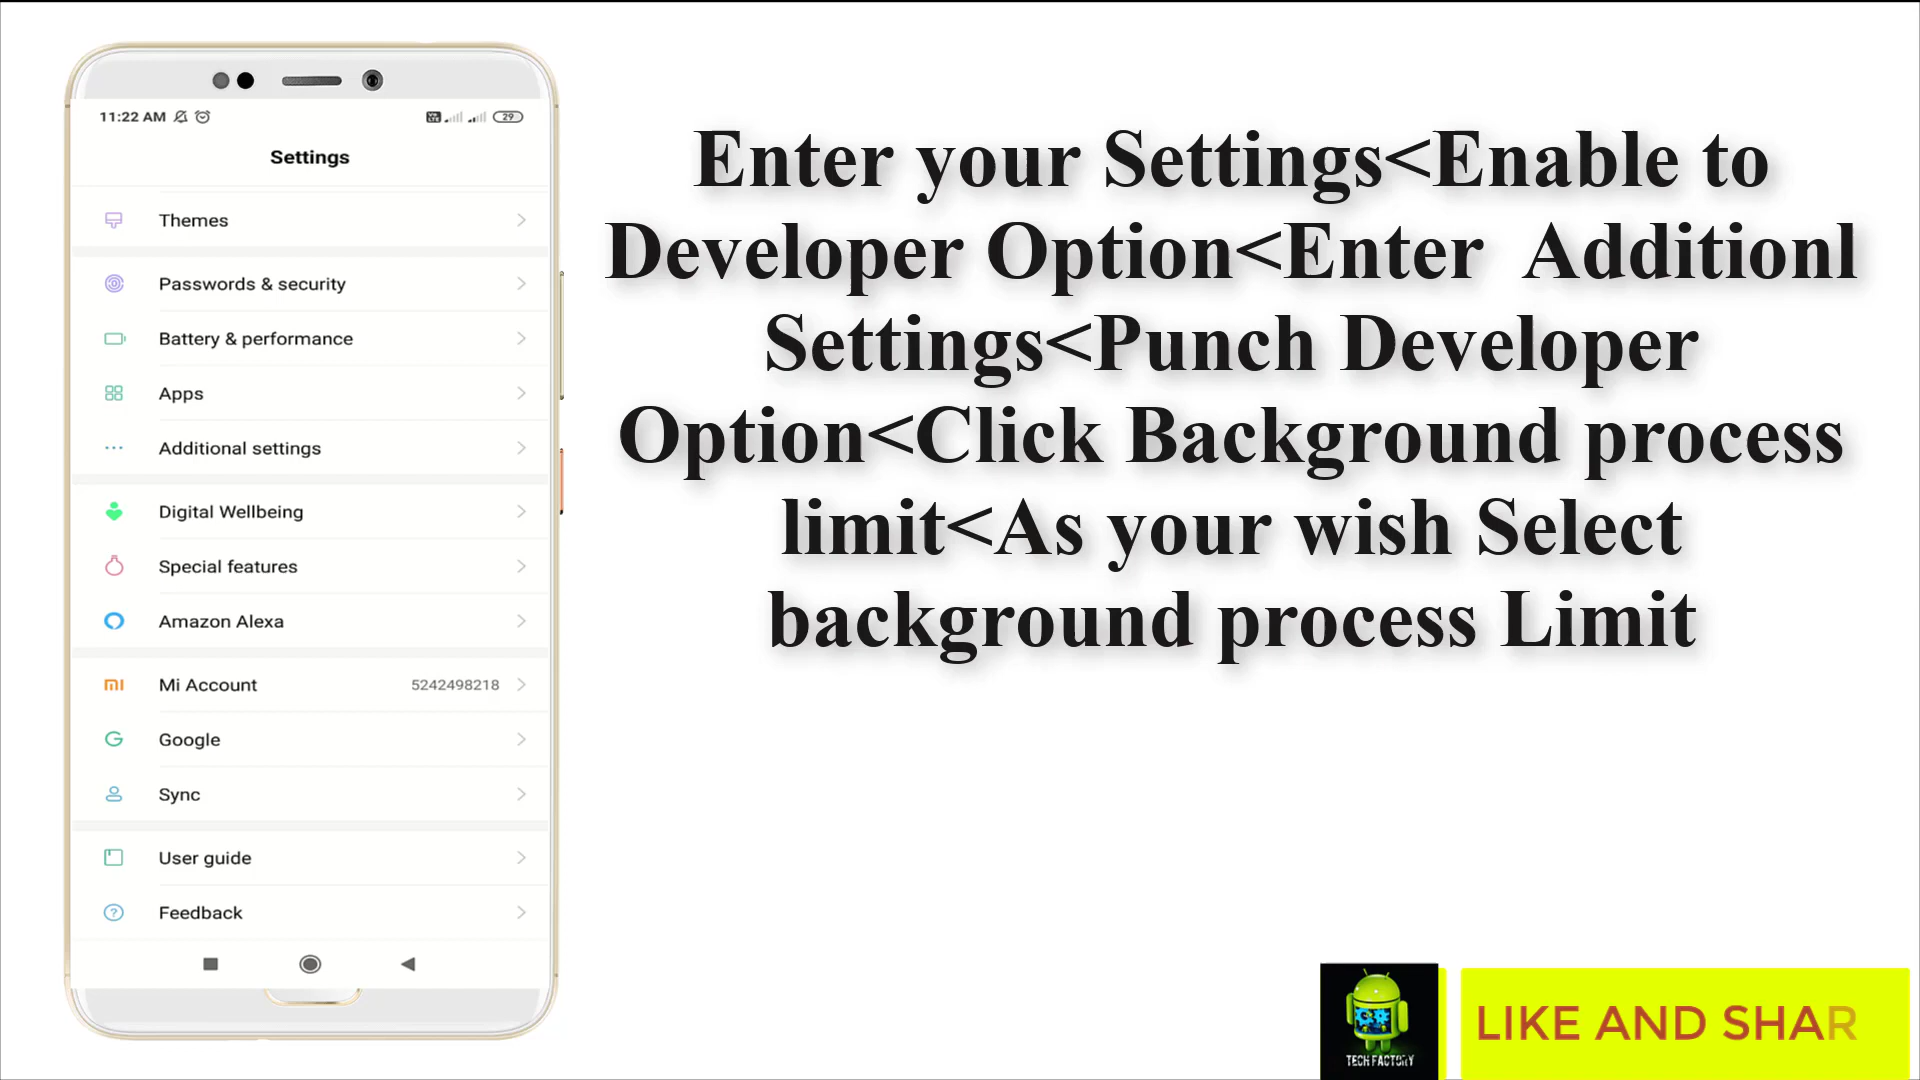 11:22 AM
29
Settings
Themes
Passwords & security
Battery & performance
Apps
Additional settings
Digital Wellbeing
Special features
Amazon Alexa
Mi Account 5242498218
Google
Sync
User guide
Feedback
Enter your Settings<Enable to
Developer Option<Enter Additionl
Settings<Punch Developer
Option<Click Background process
limit<As your wish Select
background process Limit
TECH FACTORY
LIKE AND SHAR